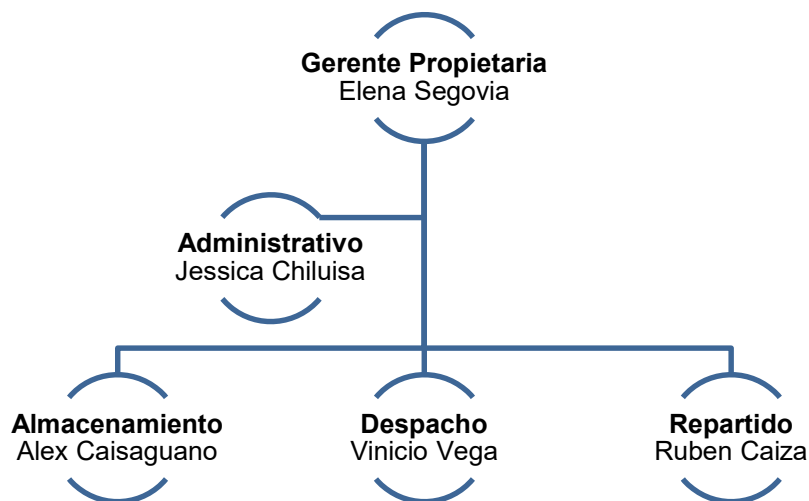 Gerente Propietaria
Elena Segovia
Administrativo
Jessica Chiluisa
Almacenamiento
Alex Caisaguano
Despacho
Vinicio Vega
Repartido
Ruben Caiza